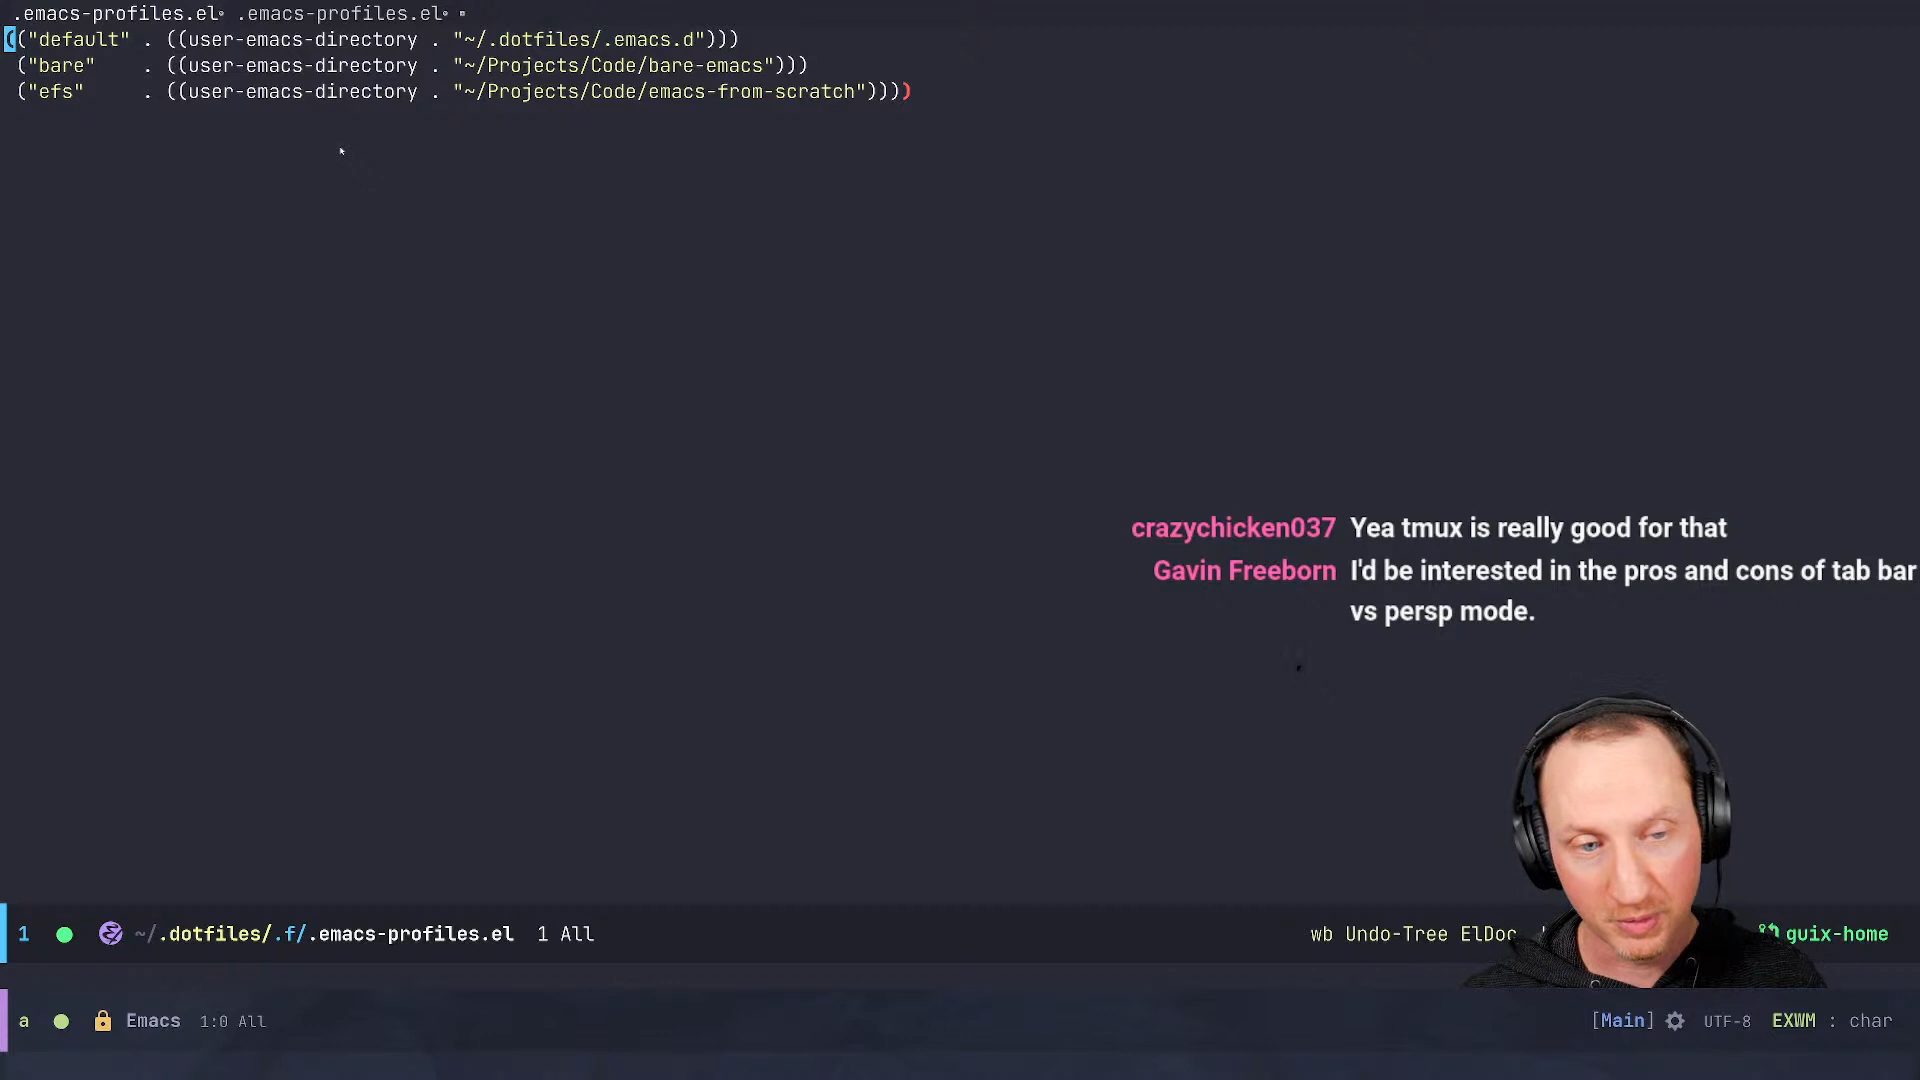 .emacs-profiles.el .emacs-profiles.el
(("default" . ((user-emacs-directory . "~/.dotfiles/.emacs.d")))
("bare" . ((user-emacs-directory . "~/Projects/Code/bare-emacs")))
("efs" . ((user-emacs-directory . "~/Projects/Code/emacs-from-scratch"))))
crazychicken037 Yea tmux is really good for that
Gavin Freeborn I'd be interested in the pros and cons of tab bar
vs persp mode.
1 ~/.dotfiles/.f/.emacs-profiles.el 1 All wb Undo-Tree ElDoc guix-home
a Emacs 1:0 All [Main] UTF-8 EXWM : char